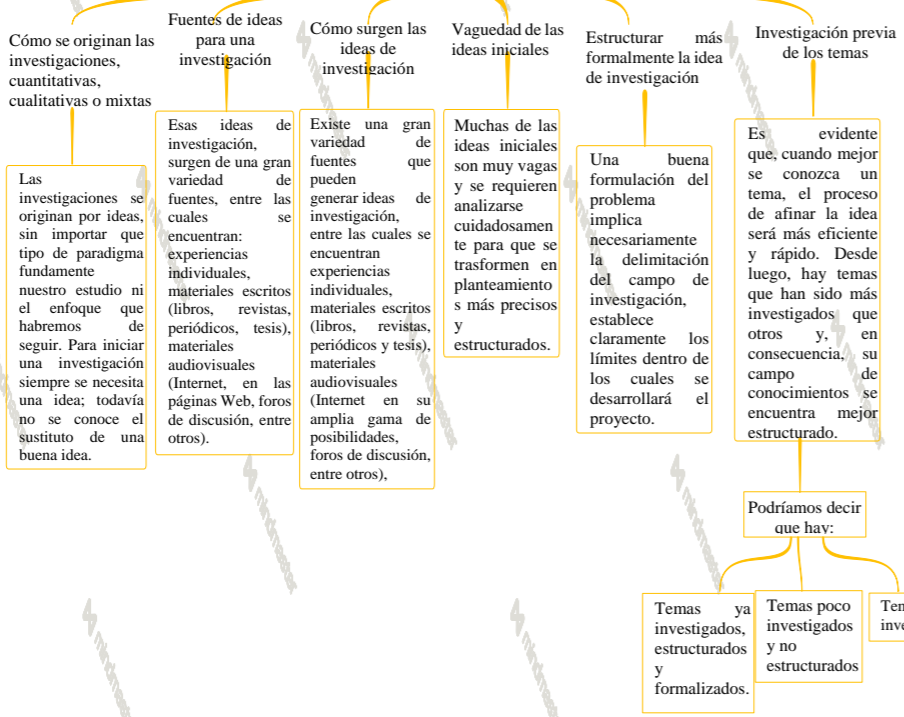 Cómo se originan las
investigaciones,
cuantitativas,
cualitativas o mixtas
Las
investigaciones se
originan por ideas,
sin importar que
tipo de paradigma
fundamente
nuestro estudio ni
el enfoque que
habremos de
seguir. Para iniciar
una investigación
siempre se necesita
una idea; todavía
no se conoce el
sustituto de una
buena idea.
Fuentes de ideas
para una
investigación
Esas ideas de
investigación,
surgen de una gran
variedad de
fuentes, entre las
cuales se
encuentran:
experiencias
individuales,
materiales escritos
(libros, revistas,
periódicos, tesis),
materiales
audiovisuales
(Internet, en las
páginas Web, foros
de discusión, entre
otros).
Cómo surgen las
ideas de
investigación
Existe una gran
variedad de
fuentes que
pueden
generar ideas de
investigación,
entre las cuales se
encuentran
experiencias
individuales,
materiales escritos
(libros, revistas,
periódicos y tesis),
materiales
audiovisuales
(Internet en su
amplia gama de
posibilidades,
foros de discusión,
entre otros),
Vaguedad de las
ideas iniciales
Muchas de las
ideas iniciales
son muy vagas
y se requieren
analizarse
cuidadosamen
te para que se
trasformen en
planteamiento
s más precisos
y
estructurados.
Estructurar más
formalmente la idea
de investigación
Una buena
formulación del
problema
implica
necesariamente
la delimitación
del campo de
investigación,
establece
claramente los
límites dentro de
los cuales se
desarrollará el
proyecto.
Investigación previa
de los temas
Es evidente
que, cuando mejor
se conozca un
tema, el proceso
de afinar la idea
será más eficiente
y rápido. Desde
luego, hay temas
que han sido más
investigados que
otros y, en
consecuencia, su
campo de
conocimientos se
encuentra mejor
estructurado.
Podríamos decir
que hay:
Temas ya
investigados,
estructurados
y
formalizados.
Temas poco
investigados
y no
estructurados